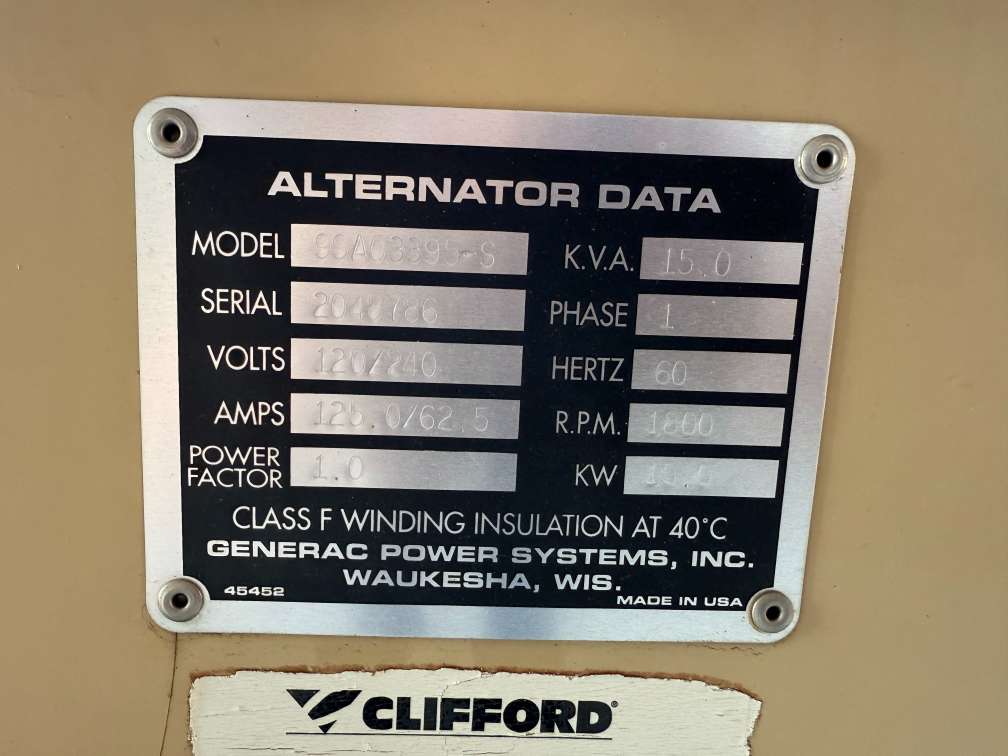 ALTERNATOR DATA
MODEL
K.V.A. 15.0
SERIAL
PHASE 1
VOLTS 120/240
HERTZ 60
AMPS 125.0/62.5
R.P.M. 1800
POWER FACTOR 1.0
KW
CLASS F WINDING INSULATION AT 40°C
GENERAC POWER SYSTEMS, INC.
WAUKESHA, WIS.
45452
MADE IN USA
CLIFFORD®